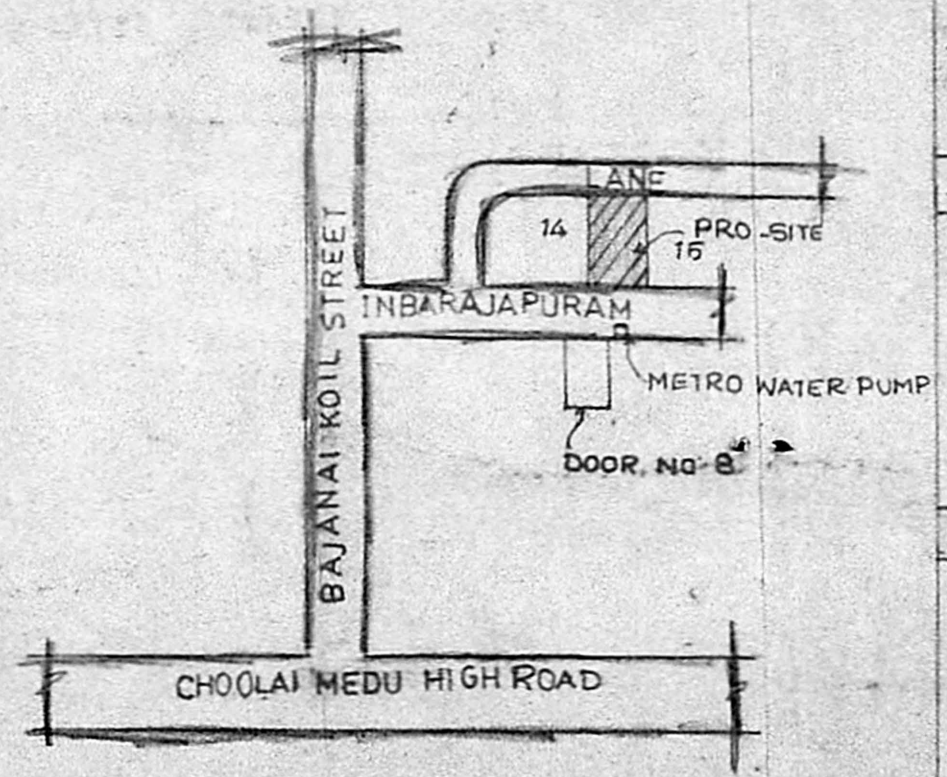 LANE
14
PRO-SITE
15
INBARAJAPURAM
BAJANAI KOIL STREET
METRO WATER PUMP
DOOR. NO 8
CHOOLAI MEDU HIGH ROAD